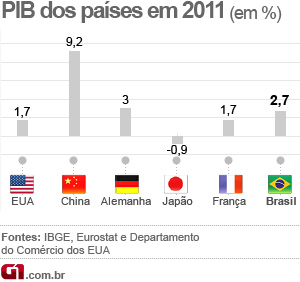 PIB dos países em 2011 (em %)
9,2
1,7
3
-0,9
1,7
2,7
EUA
China
Alemanha
Japão
França
Brasil
Fontes: IBGE, Eurostat e Departamento
do Comércio dos EUA
G1.com.br